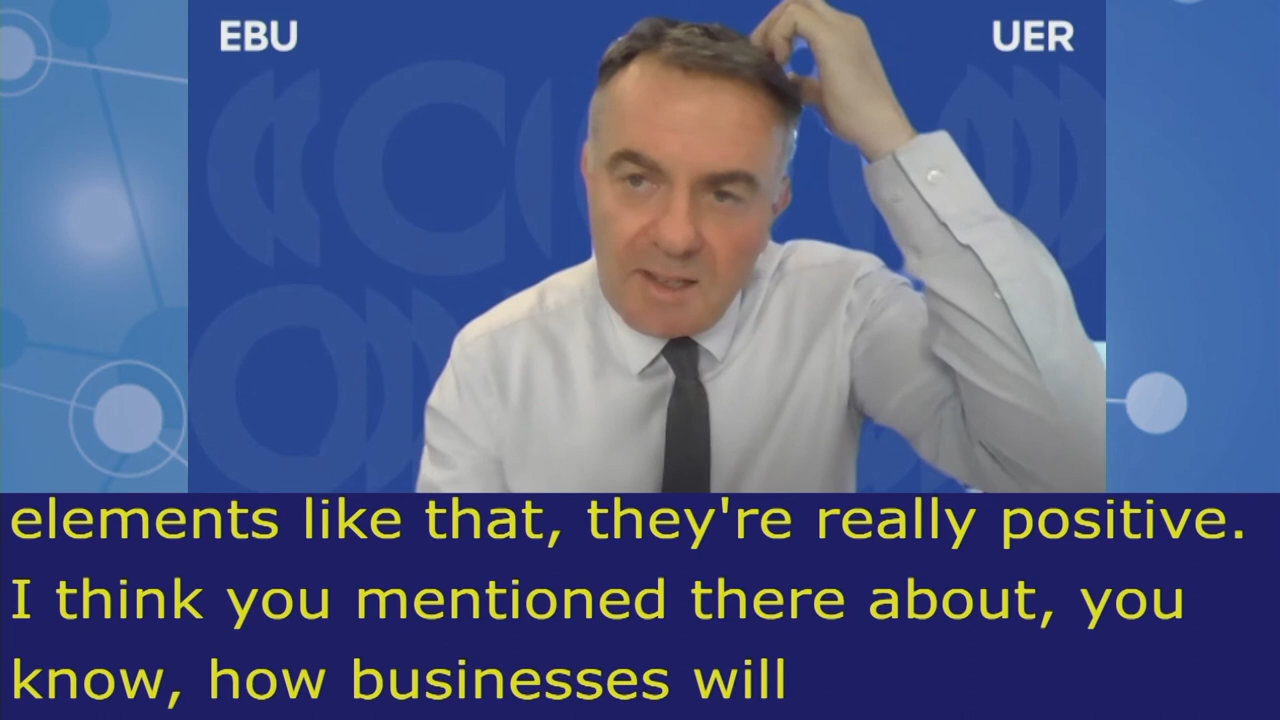 EBU
UER
elements like that, they're really positive.
I think you mentioned there about, you
know, how businesses will